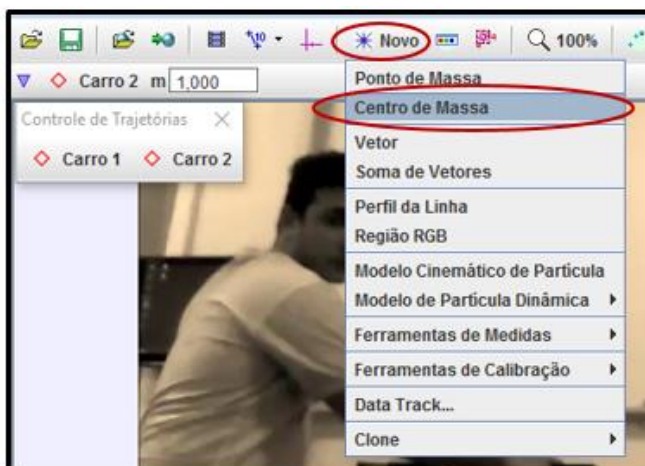 Novo 100%
Carro 2 m 1,000
Controle de Trajetórias
Carro 1 Carro 2
Ponto de Massa
Centro de Massa
Vetor
Soma de Vetores
Perfil da Linha
Região RGB
Modelo Cinemático de Partícula
Modelo de Partícula Dinâmica
Ferramentas de Medidas
Ferramentas de Calibração
Data Track...
Clone